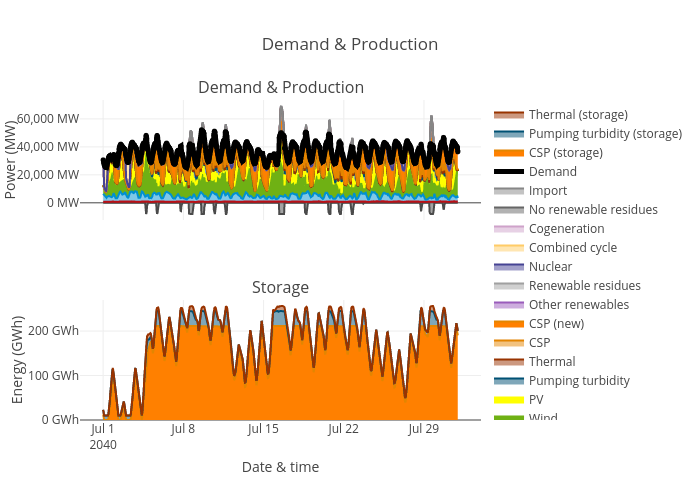 Demand & Production
Demand & Production
Power (MW)
60,000 MW
40,000 MW
20,000 MW
0 MW
Storage
Energy (GWh)
200 GWh
100 GWh
0 GWh
Jul 1
2040
Jul 8
Jul 15
Jul 22
Jul 29
Date & time
Thermal (storage)
Pumping turbidity (storage)
CSP (storage)
Demand
Import
No renewable residues
Cogeneration
Combined cycle
Nuclear
Renewable residues
Other renewables
CSP (new)
CSP
Thermal
Pumping turbidity
PV
Wind